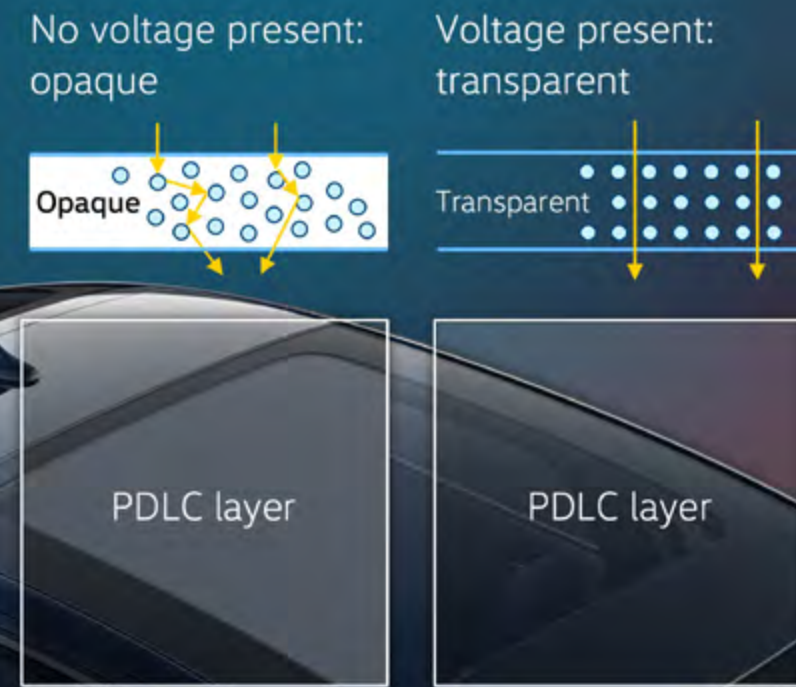 No voltage present:
opaque
Voltage present:
transparent
Opaque
Transparent
PDLC layer
PDLC layer